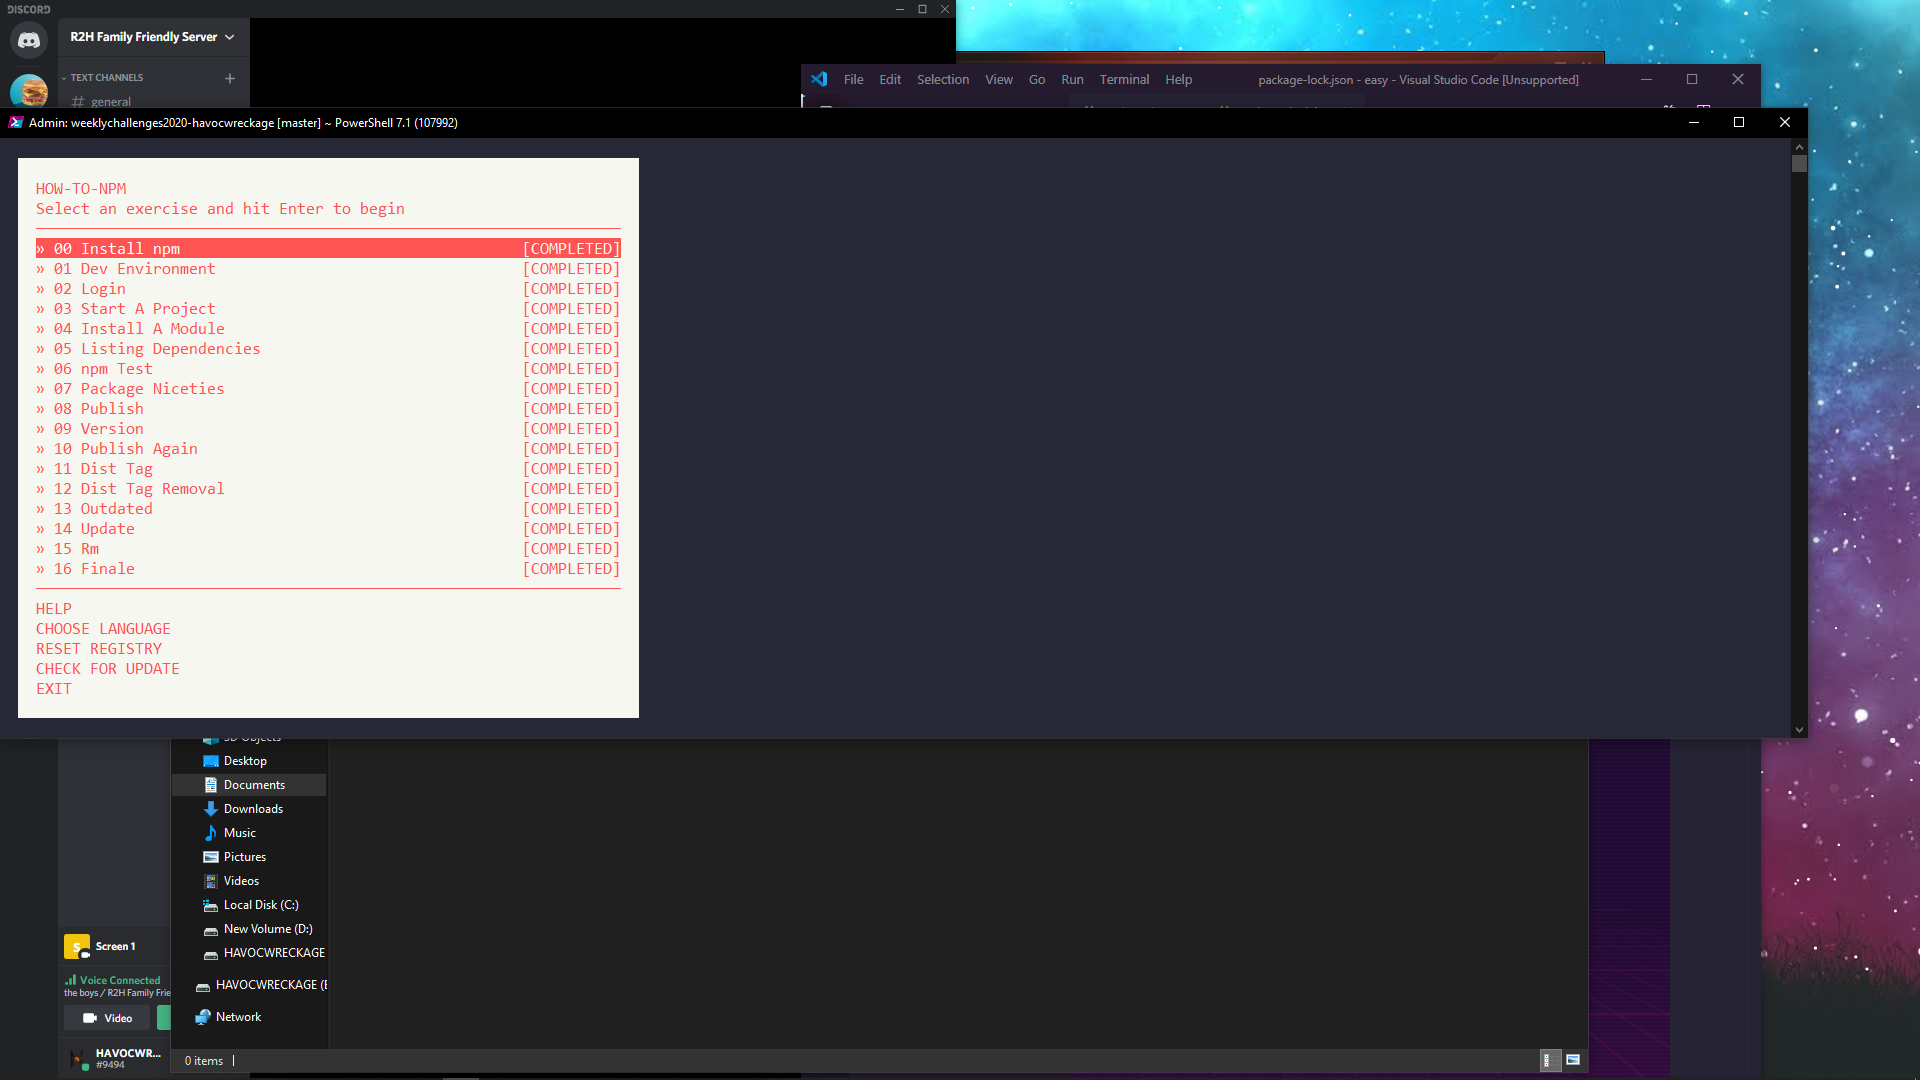 DISCORD
R2H Family Friendly Server
TEXT CHANNELS
# general
File Edit Selection View Go Run Terminal Help
package-lock.json - easy - Visual Studio Code [Unsupported]
Admin: weeklychallenges2020-havocwreckage [master] ~ PowerShell 7.1 (107992)
HOW-TO-NPM
Select an exercise and hit Enter to begin
» 00 Install npm [COMPLETED]
» 01 Dev Environment [COMPLETED]
» 02 Login [COMPLETED]
» 03 Start A Project [COMPLETED]
» 04 Install A Module [COMPLETED]
» 05 Listing Dependencies [COMPLETED]
» 06 npm Test [COMPLETED]
» 07 Package Niceties [COMPLETED]
» 08 Publish [COMPLETED]
» 09 Version [COMPLETED]
» 10 Publish Again [COMPLETED]
» 11 Dist Tag [COMPLETED]
» 12 Dist Tag Removal [COMPLETED]
» 13 Outdated [COMPLETED]
» 14 Update [COMPLETED]
» 15 Rm [COMPLETED]
» 16 Finale [COMPLETED]
HELP
CHOOSE LANGUAGE
RESET REGISTRY
CHECK FOR UPDATE
EXIT
3D Objects
Desktop
Documents
Downloads
Music
Pictures
Videos
Local Disk (C:)
New Volume (D:)
HAVOCWRECKAGE
HAVOCWRECKAGE (
Network
0 items
S
Screen 1
Voice Connected
the boys / R2H Family Frie
Video
HAVOCWR...
#9494